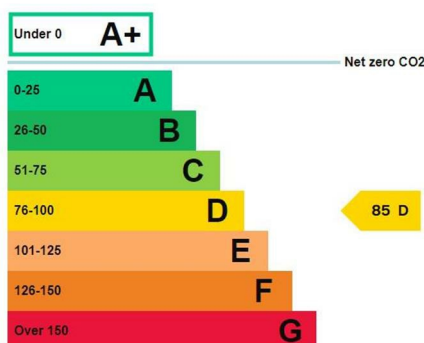 Under 0 A+
Net zero CO2
0-25 A
26-50 B
51-75 C
76-100 D
85 D
101-125 E
126-150 F
Over 150 G